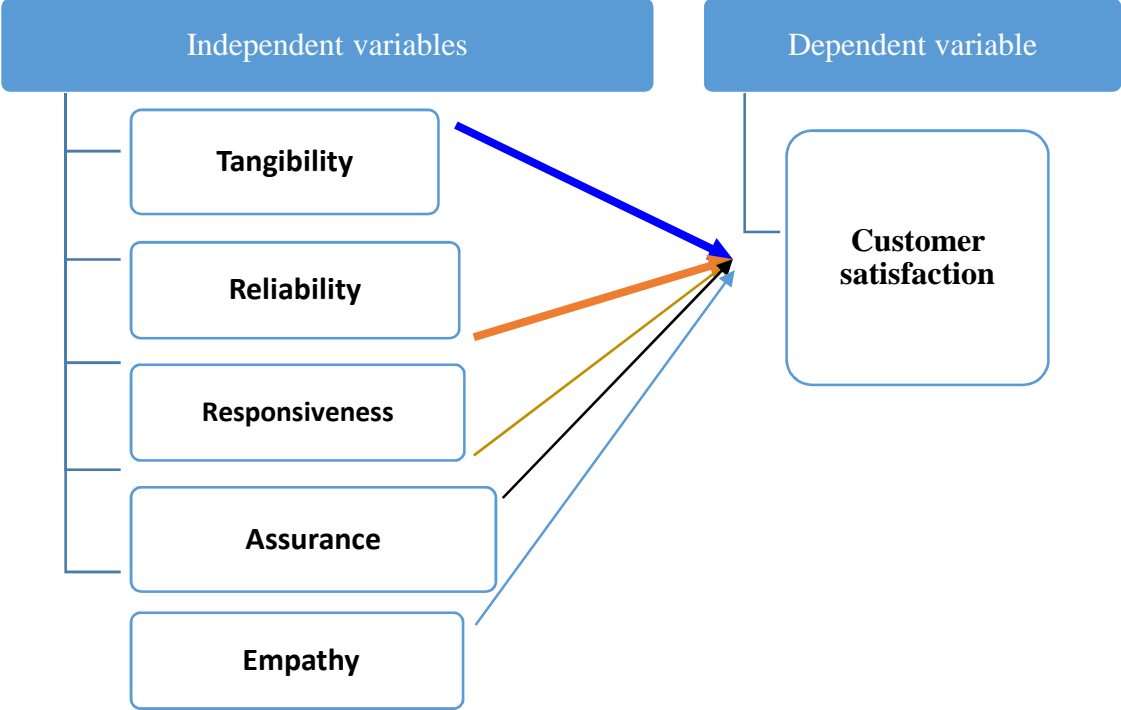 Independent variables
Dependent variable
Tangibility
Reliability
Responsiveness
Assurance
Empathy
Customer
satisfaction